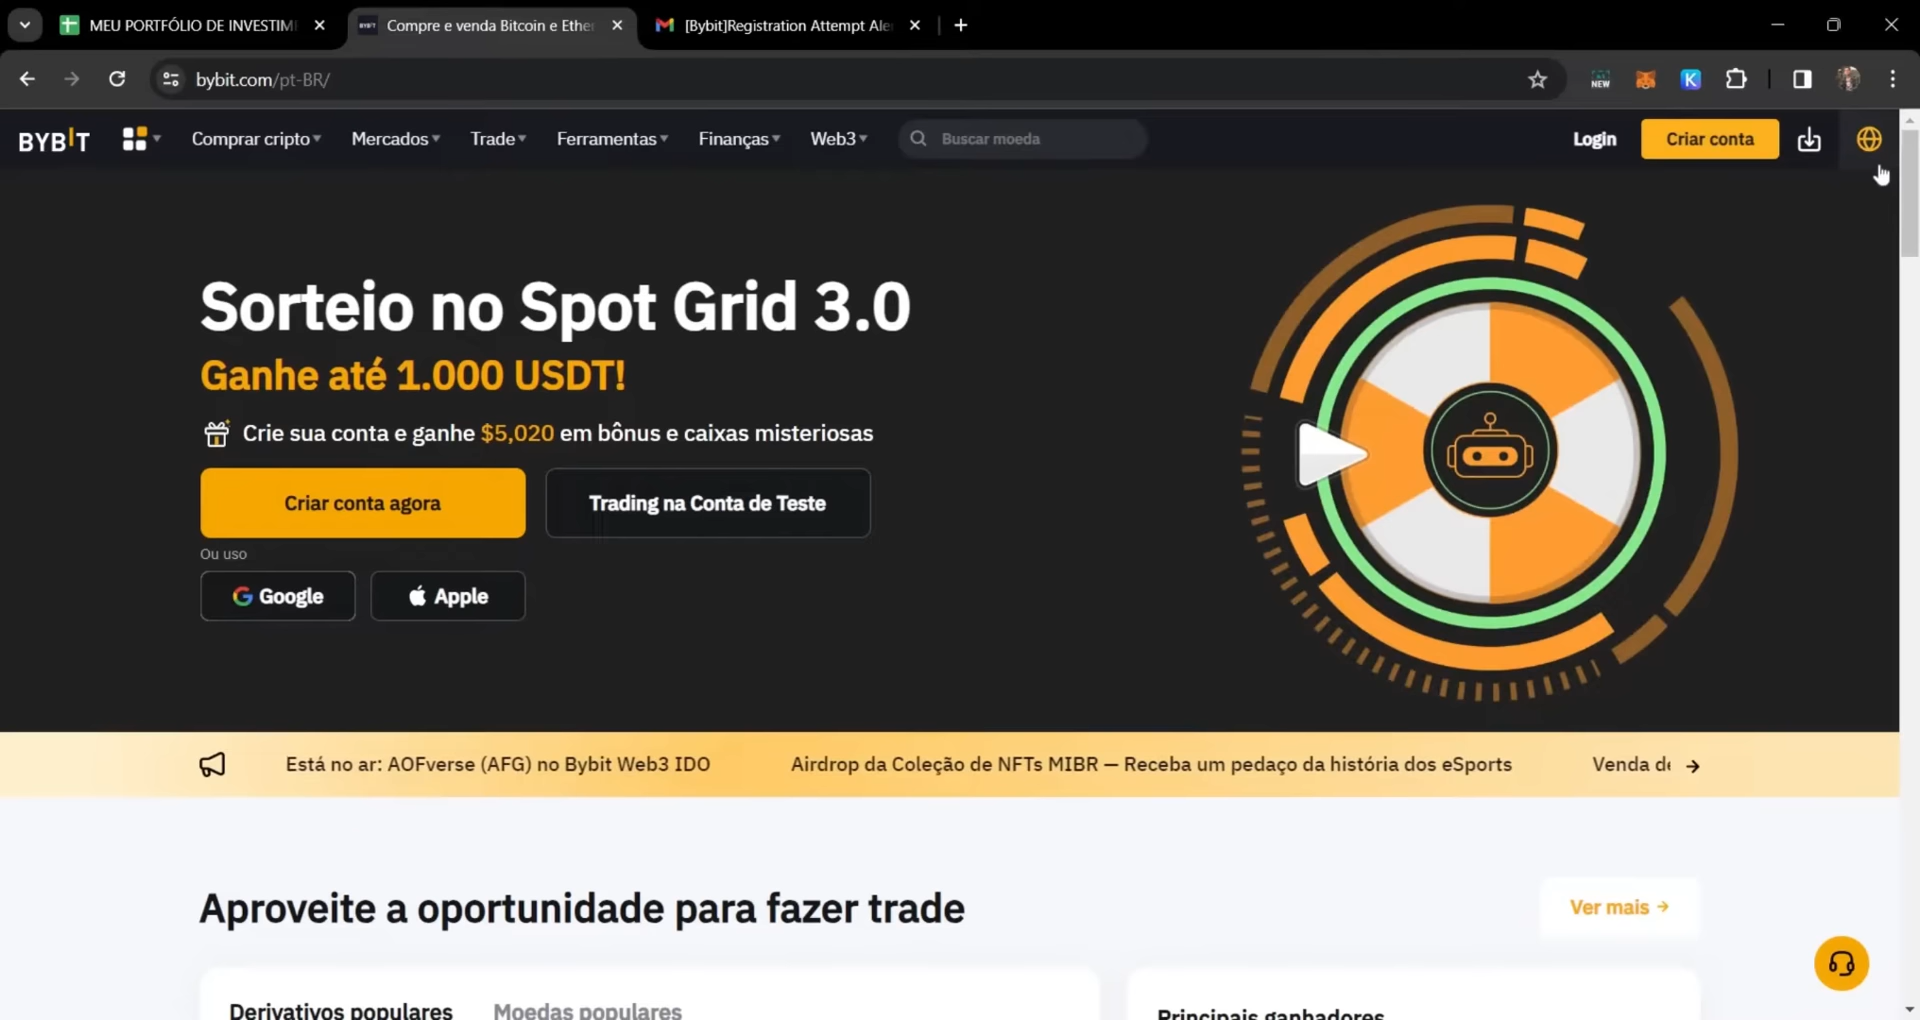 MEU PORTFÓLIO DE INVESTIM
Compre e venda Bitcoin e Ethe
[Bybit]Registration Attempt Ale
bybit.com/pt-BR/
NEW
K
BYBIT
Comprar cripto
Mercados
Trade
Ferramentas
Finanças
Web3
Buscar moeda
Login
Criar conta
Sorteio no Spot Grid 3.0
Ganhe até 1.000 USDT!
Crie sua conta e ganhe $5,020 em bônus e caixas misteriosas
Criar conta agora
Trading na Conta de Teste
Ou uso
Google
Apple
Está no ar: AOFverse (AFG) no Bybit Web3 IDO
Airdrop da Coleção de NFTs MIBR — Receba um pedaço da história dos eSports
Venda de
Aproveite a oportunidade para fazer trade
Ver mais
Derivativos populares
Moedas populares
Principais ganhadores